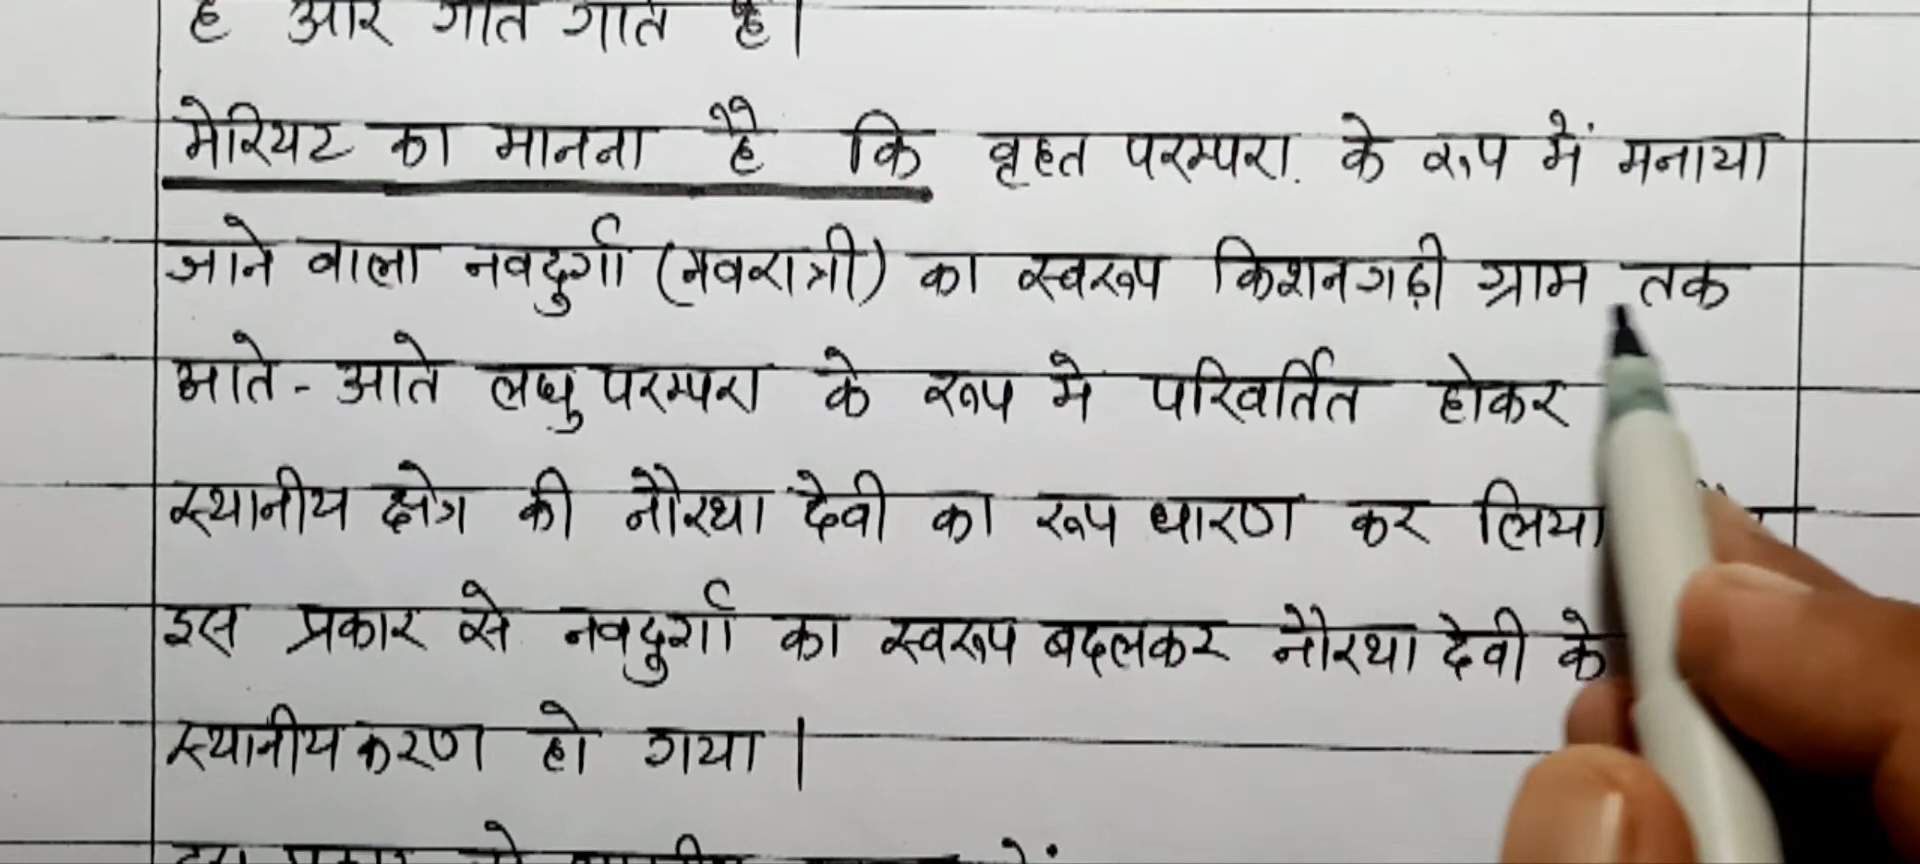 है और गीत गाते है।
मेरियट का मानना है कि वृहत परम्परा के रूप में मनाया
जाने वाला नवदुर्गा (नवरात्री) का स्वरूप किशनगढ़ी ग्राम तक
आते - आते लघु परम्परा के रूप मे परिवर्तित होकर
स्थानीय क्षेत्र की नौरथा देवी का रूप धारण कर लिया
इस प्रकार से नवदुर्गा का स्वरूप बदलकर नौरथा देवी के
स्थानीयकरण हो गया।